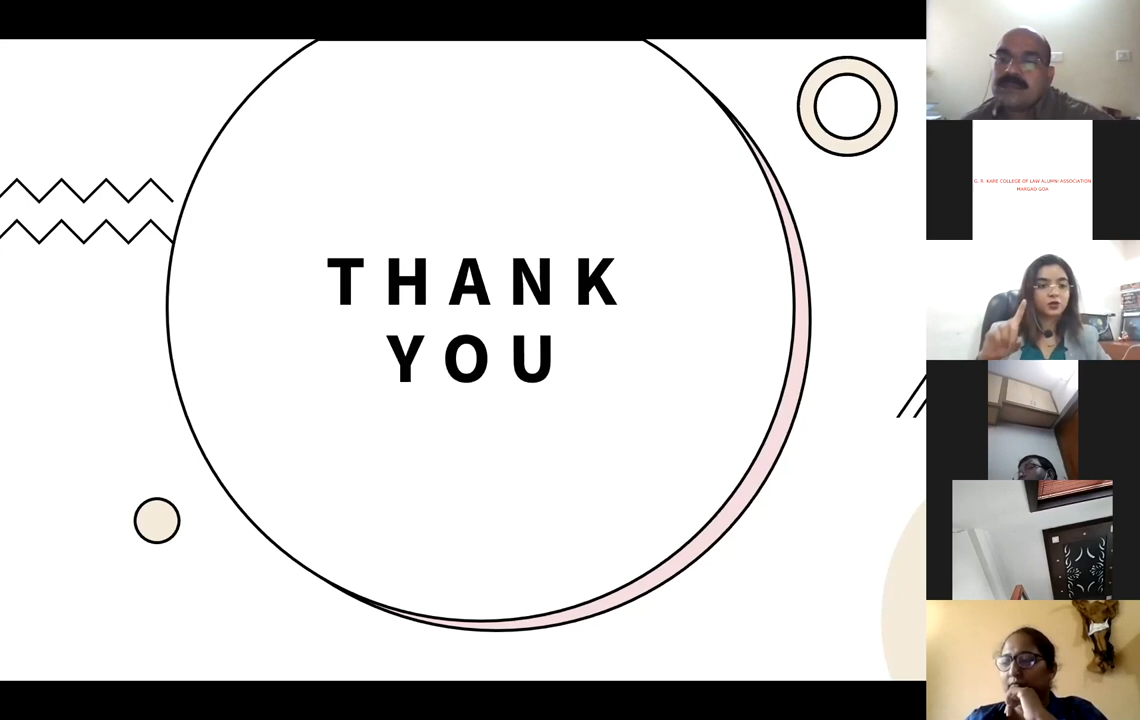 THANK
YOU
G. R. KARE COLLEGE OF LAW ALUMNI ASSOCIATION
MARGAO GOA